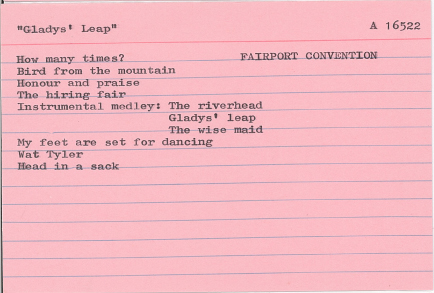 "Gladys' Leap" A 16522
How many times? FAIRPORT CONVENTION
Bird from the mountain
Honour and praise
The hiring fair
Instrumental medley: The riverhead
Gladys' leap
The wise maid
My feet are set for dancing
Wat Tyler
Head in a sack